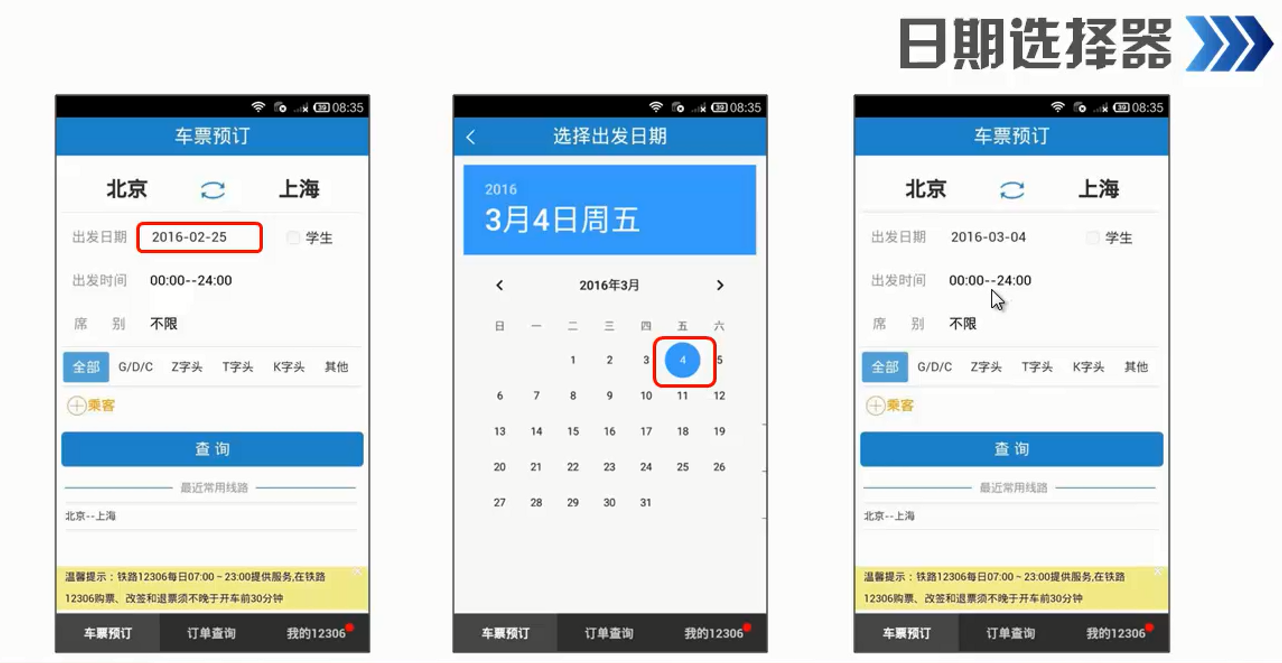 日期选择器
08:35
车票预订
北京 上海
出发日期 2016-02-25 学生
出发时间 00:00--24:00
席 别 不限
全部 G/D/C Z字头 T字头 K字头 其他
乘客
查 询
最近常用线路
北京--上海
温馨提示：铁路12306每日07:00~23:00提供服务,在铁路
12306购票、改签和退票须不晚于开车前30分钟
车票预订 订单查询 我的12306
39 08:35
选择出发日期
2016
3月4日周五
2016年3月
日 一 二 三 四 五 六
1 2 3 4 5
6 7 8 9 10 11 12
13 14 15 16 17 18 19
20 21 22 23 24 25 26
27 28 29 30 31
车票预订 订单查询 我的12306
39 08:35
车票预订
北京 上海
出发日期 2016-03-04 学生
出发时间 00:00--24:00
席 别 不限
全部 G/D/C Z字头 T字头 K字头 其他
乘客
查 询
最近常用线路
北京--上海
温馨提示：铁路12306每日07:00~23:00提供服务,在铁路
12306购票、改签和退票须不晚于开车前30分钟
车票预订 订单查询 我的12306